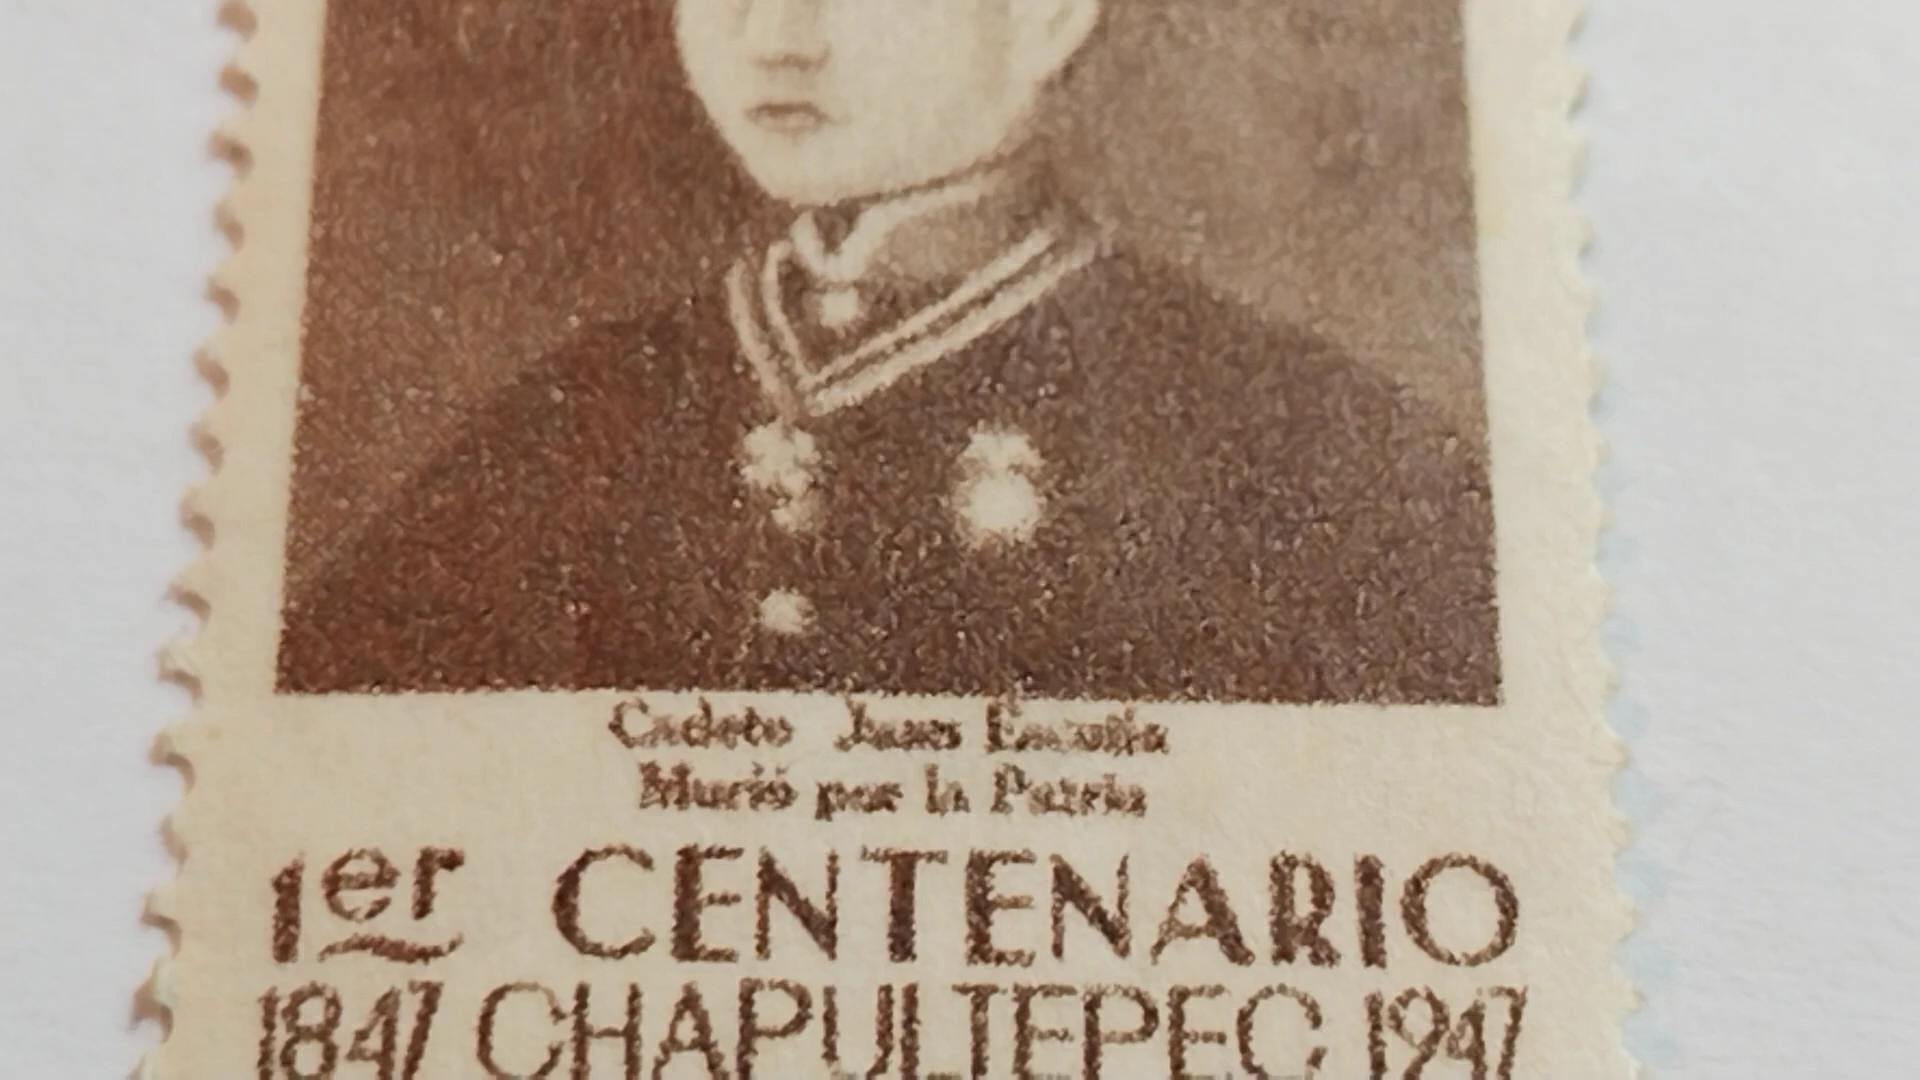 Cadete Juan Escutia
Murió por la Patria
1er CENTENARIO
1847 CHAPULTEPEC 1947